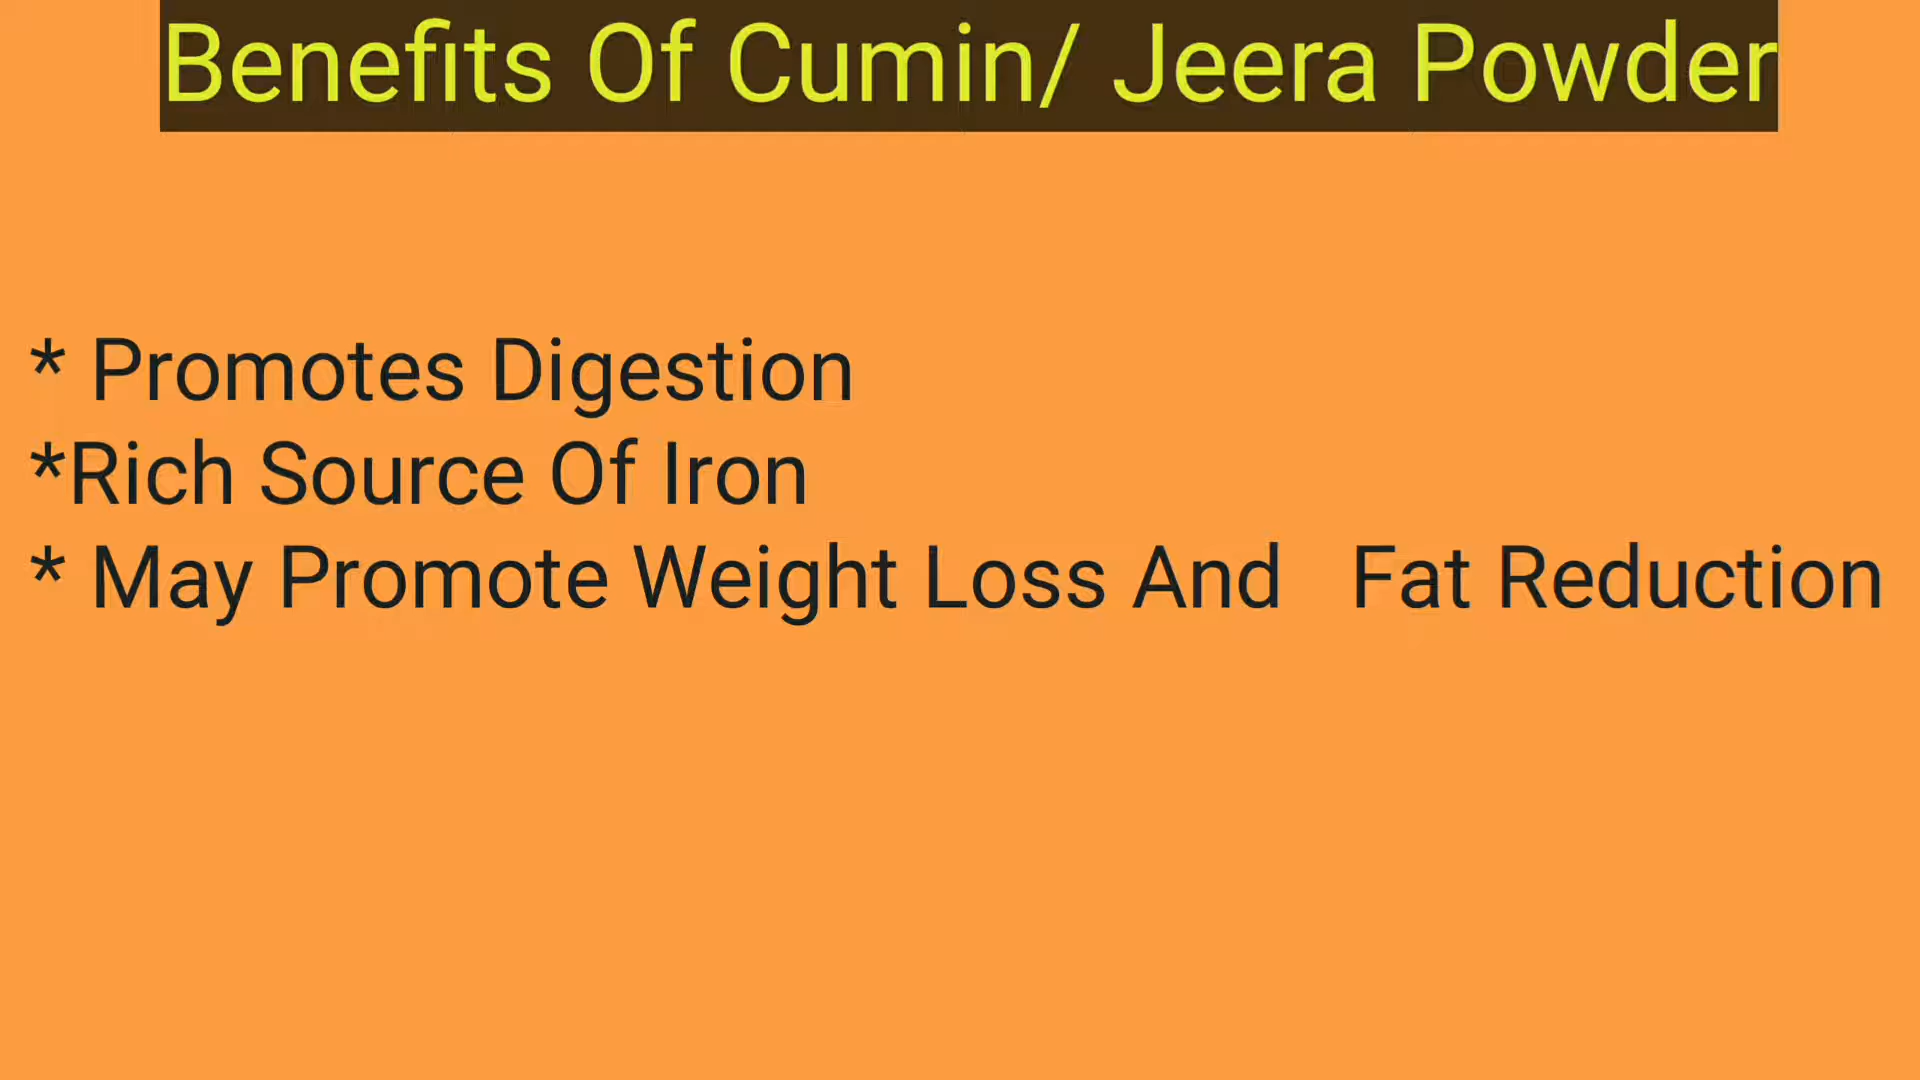 Benefits Of Cumin/ Jeera Powder
* Promotes Digestion
*Rich Source Of Iron
* May Promote Weight Loss And   Fat Reduction